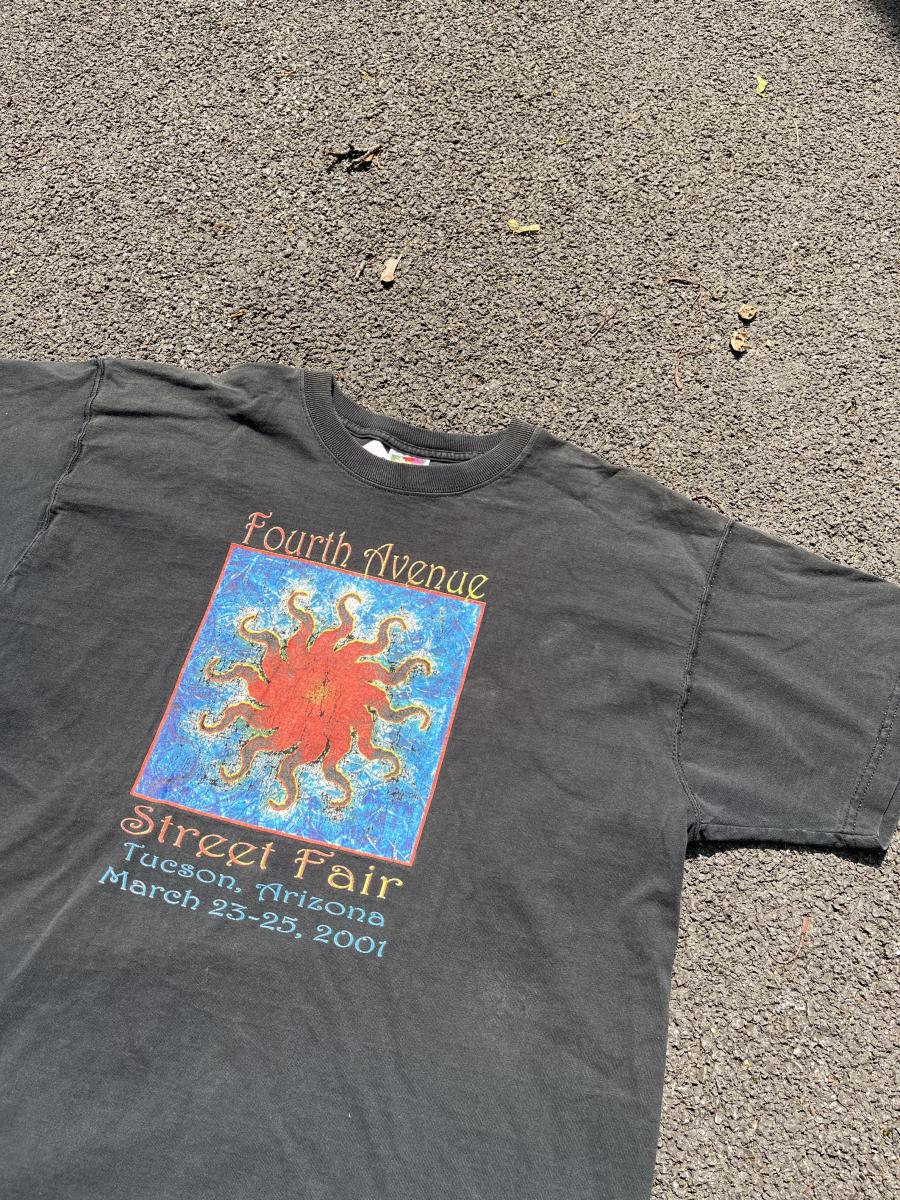 Fourth Avenue
Street Fair
Tucson, Arizona
March 23-25, 2001